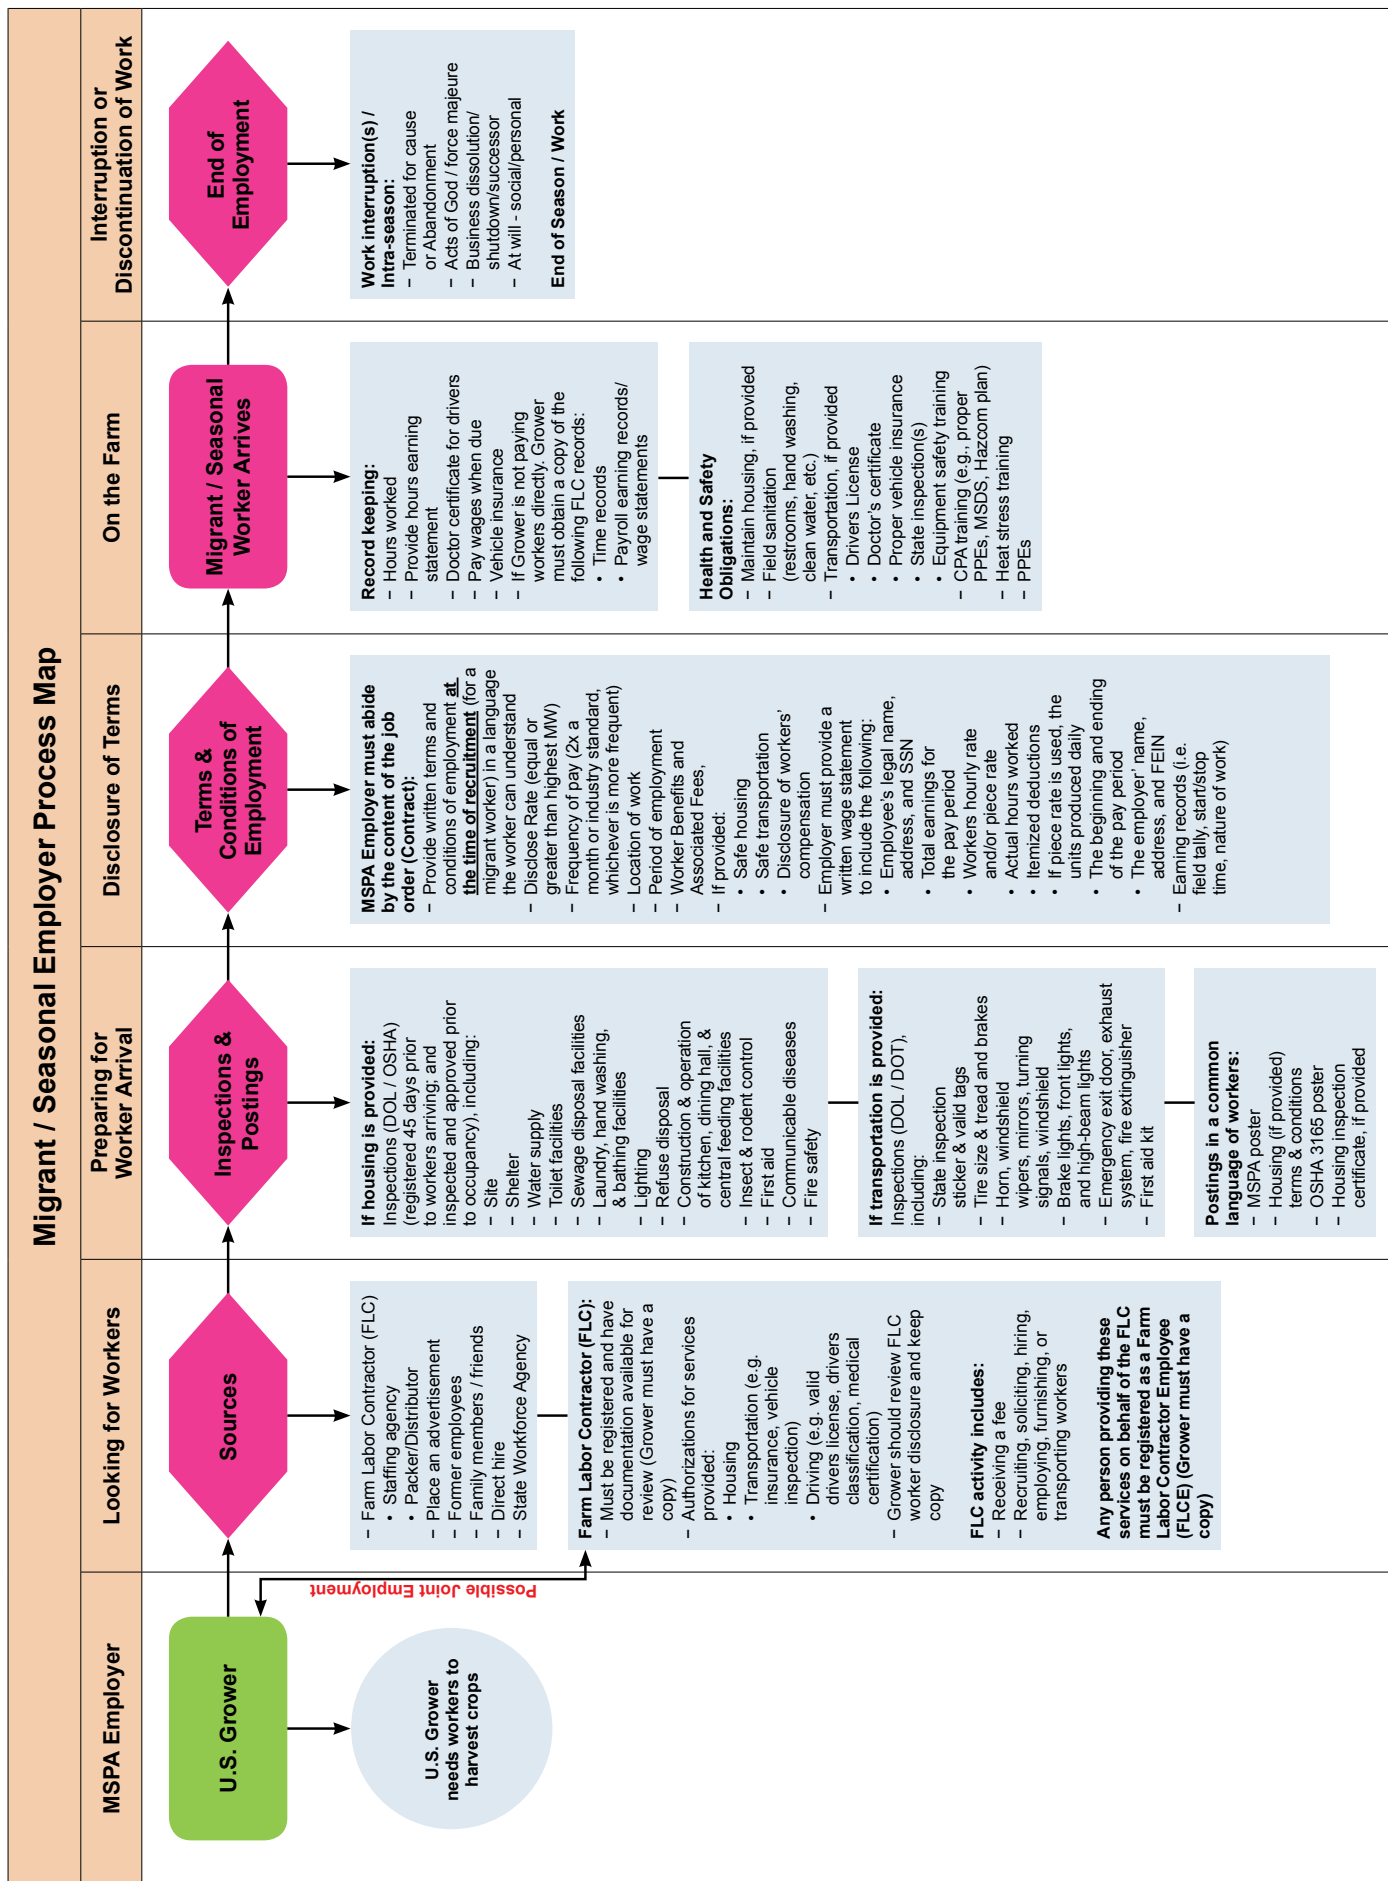 Migrant / Seasonal Employer Process Map
MSPA Employer
Looking for Workers
Preparing for
Worker Arrival
Disclosure of Terms
On the Farm
Interruption or
Discontinuation of Work
U.S. Grower
U.S. Grower
needs workers to
harvest crops
Possible Joint Employment
Sources
– Farm Labor Contractor (FLC)
• Staffing agency
• Packer/Distributor
– Place an advertisement
– Former employees
– Family members / friends
– Direct hire
– State Workforce Agency
Farm Labor Contractor (FLC):
– Must be registered and have
documentation available for
review (Grower must have a
copy)
– Authorizations for services
provided:
• Housing
• Transportation (e.g.
insurance, vehicle
inspection)
• Driving (e.g. valid
drivers license, drivers
classification, medical
certification)
– Grower should review FLC
worker disclosure and keep
copy
FLC activity includes:
– Receiving a fee
– Recruiting, soliciting, hiring,
employing, furnishing, or
transporting workers
Any person providing these
services on behalf of the FLC
must be registered as a Farm
Labor Contractor Employee
(FLCE) (Grower must have a
copy)
Inspections &
Postings
If housing is provided:
Inspections (DOL / OSHA)
(registered 45 days prior
to workers arriving; and
inspected and approved prior
to occupancy), including:
– Site
– Shelter
– Water supply
– Toilet facilities
– Sewage disposal facilities
– Laundry, hand washing,
& bathing facilities
– Lighting
– Refuse disposal
– Construction & operation
of kitchen, dining hall, &
central feeding facilities
– Insect & rodent control
– First aid
– Communicable diseases
– Fire safety
If transportation is provided:
Inspections (DOL / DOT),
including:
– State inspection
sticker & valid tags
– Tire size & tread and brakes
– Horn, windshield
wipers, mirrors, turning
signals, windshield
– Brake lights, front lights,
and high-beam lights
– Emergency exit door, exhaust
system, fire extinguisher
– First aid kit
Postings in a common
language of workers:
– MSPA poster
– Housing (if provided)
terms & conditions
– OSHA 3165 poster
– Housing inspection
certificate, if provided
Terms &
Conditions of
Employment
MSPA Employer must abide
by the content of the job
order (Contract):
– Provide written terms and
conditions of employment at
the time of recruitment (for a
migrant worker) in a language
the worker can understand
– Disclose Rate (equal or
greater than highest MW)
– Frequency of pay (2x a
month or industry standard,
whichever is more frequent)
– Location of work
– Period of employment
– Worker Benefits and
Associated Fees,
– If provided:
• Safe housing
• Safe transportation
• Disclosure of workers'
compensation
– Employer must provide a
written wage statement
to include the following:
• Employee's legal name,
address, and SSN
• Total earnings for
the pay period
• Workers hourly rate
and/or piece rate
• Actual hours worked
• Itemized deductions
• If piece rate is used, the
units produced daily
• The beginning and ending
of the pay period
• The employer' name,
address, and FEIN
– Earning records (i.e.
field tally, start/stop
time, nature of work)
Migrant / Seasonal
Worker Arrives
Record keeping:
– Hours worked
– Provide hours earning
statement
– Doctor certificate for drivers
– Pay wages when due
– Vehicle insurance
– If Grower is not paying
workers directly. Grower
must obtain a copy of the
following FLC records:
• Time records
• Payroll earning records/
wage statements
Health and Safety
Obligations:
– Maintain housing, if provided
– Field sanitation
(restrooms, hand washing,
clean water, etc.)
– Transportation, if provided
• Drivers License
• Doctor's certificate
• Proper vehicle insurance
• State inspection(s)
• Equipment safety training
– CPA training (e.g., proper
PPEs, MSDS, Hazcom plan)
– Heat stress training
– PPEs
End of
Employment
Work interruption(s) /
Intra-season:
– Terminated for cause
or Abandonment
– Acts of God / force majeure
– Business dissolution/
shutdown/successor
– At will - social/personal
End of Season / Work